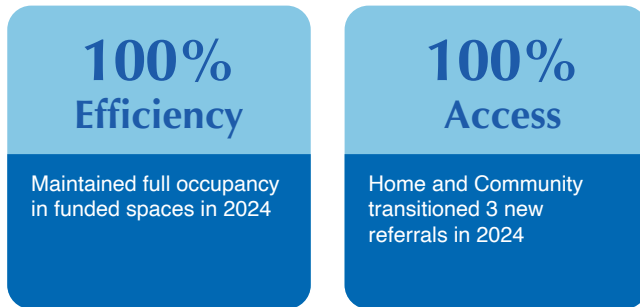 100%
Efficiency
Maintained full occupancy
in funded spaces in 2024
100%
Access
Home and Community
transitioned 3 new
referrals in 2024